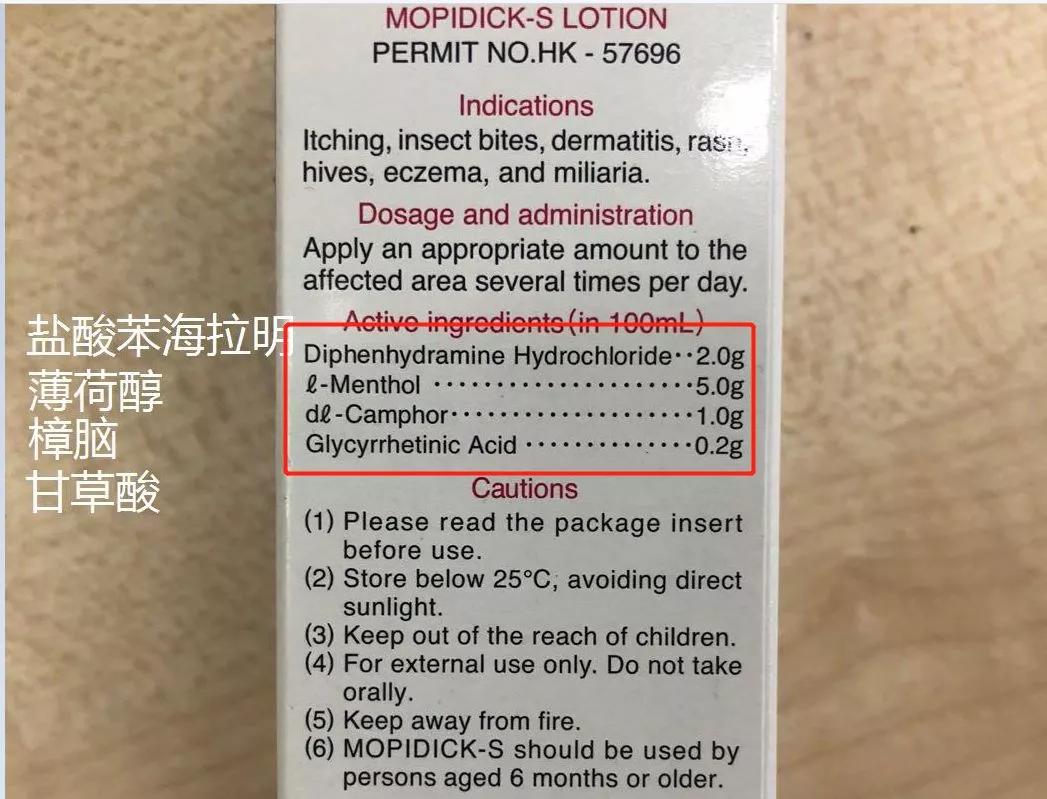 MOPIDICK-S LOTION
PERMIT NO.HK - 57696
Indications
Itching, insect bites, dermatitis, rash,
hives, eczema, and miliaria.
Dosage and administration
Apply an appropriate amount to the
affected area several times per day.
Active ingredients (in 100mL)
Diphenhydramine Hydrochloride··2.0g
ℓ-Menthol ······················5.0g
dℓ-Camphor····················1.0g
Glycyrrhetinic Acid ··············0.2g
盐酸苯海拉明
薄荷醇
樟脑
甘草酸
Cautions
(1) Please read the package insert
before use.
(2) Store below 25°C, avoiding direct
sunlight.
(3) Keep out of the reach of children.
(4) For external use only. Do not take
orally.
(5) Keep away from fire.
(6) MOPIDICK-S should be used by
persons aged 6 months or older.